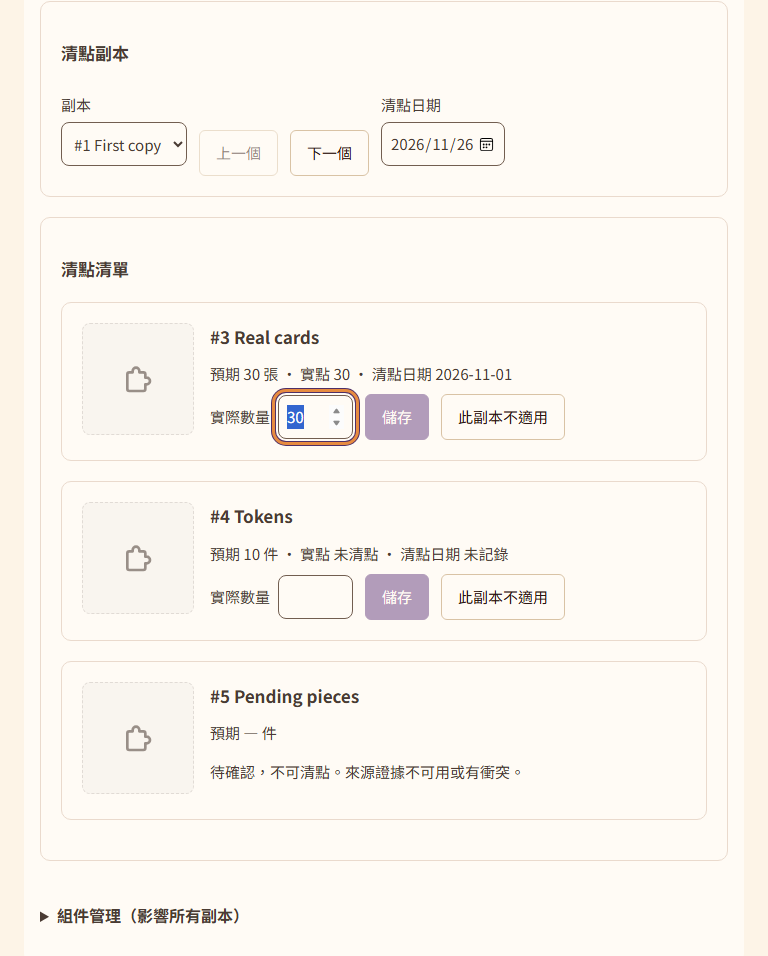 清點副本
副本
清點日期
#1 First copy
上一個
下一個
2026/11/26
清點清單
#3 Real cards
預期 30 張 ・ 實點 30 ・ 清點日期 2026-11-01
實際數量 30 儲存 此副本不適用
#4 Tokens
預期 10 件 ・ 實點 未清點 ・ 清點日期 未記錄
實際數量 儲存 此副本不適用
#5 Pending pieces
預期 — 件
待確認，不可清點。來源證據不可用或有衝突。
組件管理（影響所有副本）